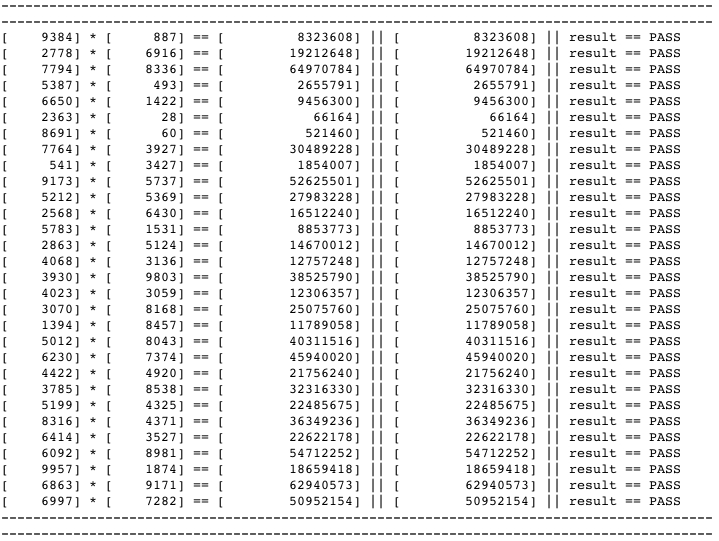 ------------------------------------------------------------------------------------------
------------------------------------------------------------------------------------------
[    9384] * [    887] == [        8323608] || [        8323608] || result == PASS
[    2778] * [   6916] == [       19212648] || [       19212648] || result == PASS
[    7794] * [   8336] == [       64970784] || [       64970784] || result == PASS
[    5387] * [    493] == [        2655791] || [        2655791] || result == PASS
[    6650] * [   1422] == [        9456300] || [        9456300] || result == PASS
[    2363] * [     28] == [          66164] || [          66164] || result == PASS
[    8691] * [     60] == [         521460] || [         521460] || result == PASS
[    7764] * [   3927] == [       30489228] || [       30489228] || result == PASS
[     541] * [   3427] == [        1854007] || [        1854007] || result == PASS
[    9173] * [   5737] == [       52625501] || [       52625501] || result == PASS
[    5212] * [   5369] == [       27983228] || [       27983228] || result == PASS
[    2568] * [   6430] == [       16512240] || [       16512240] || result == PASS
[    5783] * [   1531] == [        8853773] || [        8853773] || result == PASS
[    2863] * [   5124] == [       14670012] || [       14670012] || result == PASS
[    4068] * [   3136] == [       12757248] || [       12757248] || result == PASS
[    3930] * [   9803] == [       38525790] || [       38525790] || result == PASS
[    4023] * [   3059] == [       12306357] || [       12306357] || result == PASS
[    3070] * [   8168] == [       25075760] || [       25075760] || result == PASS
[    1394] * [   8457] == [       11789058] || [       11789058] || result == PASS
[    5012] * [   8043] == [       40311516] || [       40311516] || result == PASS
[    6230] * [   7374] == [       45940020] || [       45940020] || result == PASS
[    4422] * [   4920] == [       21756240] || [       21756240] || result == PASS
[    3785] * [   8538] == [       32316330] || [       32316330] || result == PASS
[    5199] * [   4325] == [       22485675] || [       22485675] || result == PASS
[    8316] * [   4371] == [       36349236] || [       36349236] || result == PASS
[    6414] * [   3527] == [       22622178] || [       22622178] || result == PASS
[    6092] * [   8981] == [       54712252] || [       54712252] || result == PASS
[    9957] * [   1874] == [       18659418] || [       18659418] || result == PASS
[    6863] * [   9171] == [       62940573] || [       62940573] || result == PASS
[    6997] * [   7282] == [       50952154] || [       50952154] || result == PASS
------------------------------------------------------------------------------------------
------------------------------------------------------------------------------------------